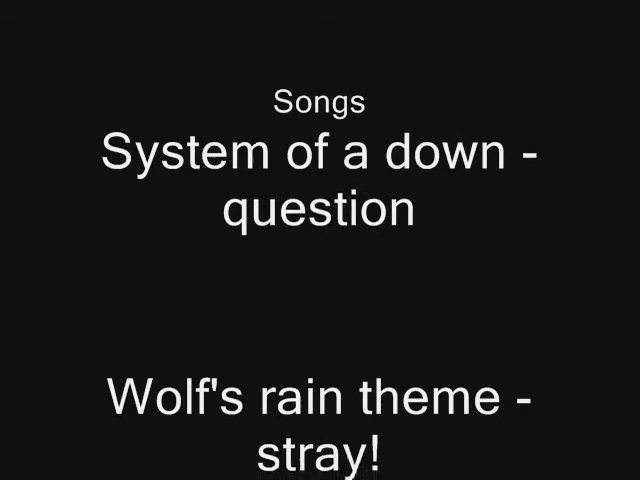 Songs
System of a down -
question
Wolf's rain theme -
stray!